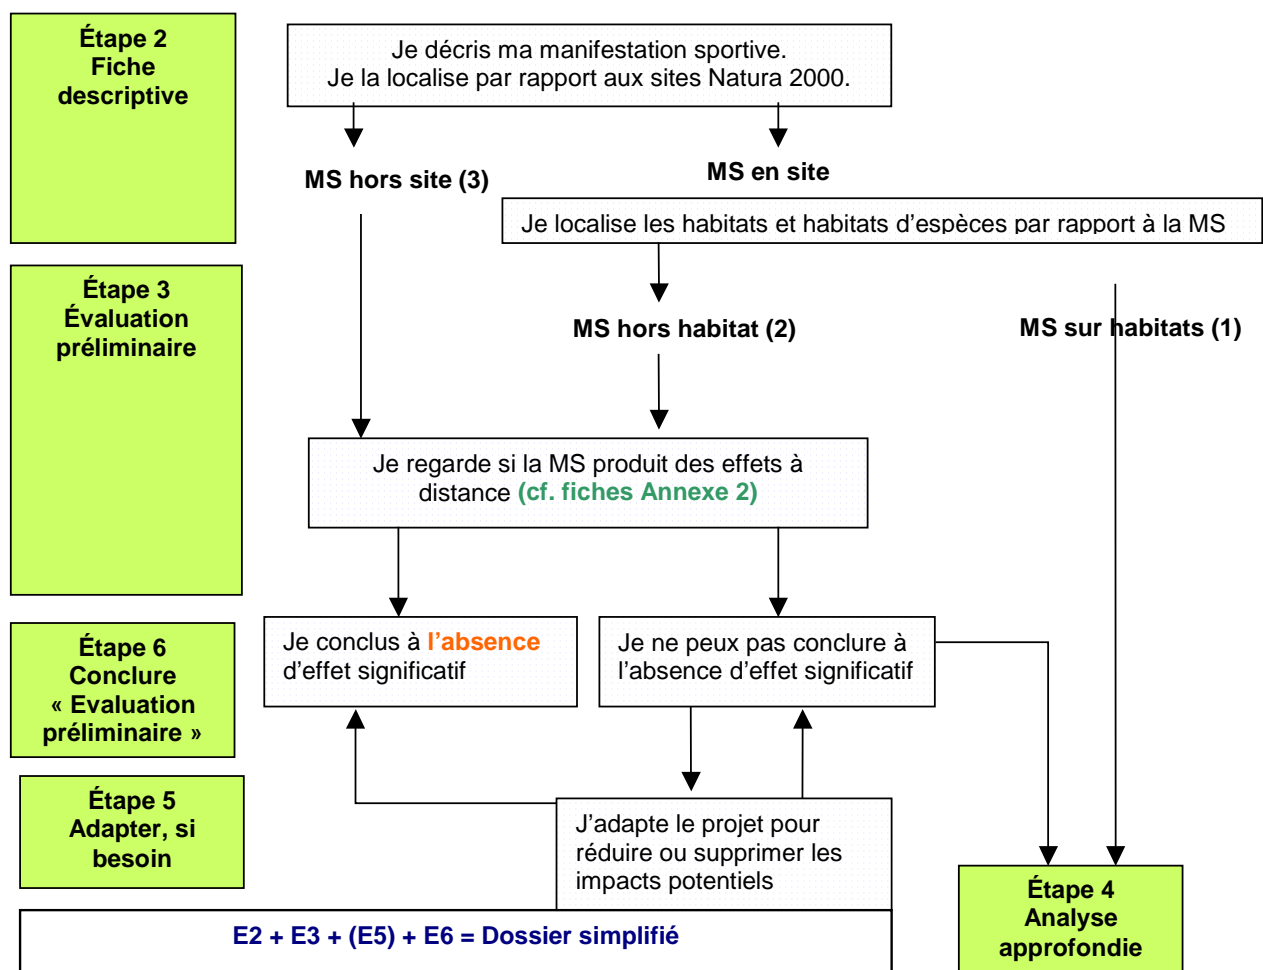 Étape 2
Fiche
descriptive
Je décris ma manifestation sportive.
Je la localise par rapport aux sites Natura 2000.
MS hors site (3)
MS en site
Je localise les habitats et habitats d'espèces par rapport à la MS
Étape 3
Évaluation
préliminaire
MS hors habitat (2)
MS sur habitats (1)
Je regarde si la MS produit des effets à
distance (cf. fiches Annexe 2)
Étape 6
Conclure
« Evaluation
préliminaire »
Je conclus à l'absence
d'effet significatif
Je ne peux pas conclure à
l'absence d'effet significatif
Étape 5
Adapter, si
besoin
J'adapte le projet pour
réduire ou supprimer les
impacts potentiels
Étape 4
Analyse
approfondie
E2 + E3 + (E5) + E6 = Dossier simplifié